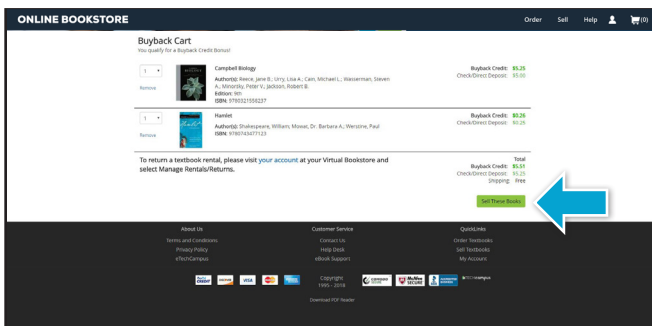 ONLINE BOOKSTORE
Order Sell Help (0)
Buyback Cart
You qualify for a Buyback Credit Bonus!
1
Remove
Campbell Biology
Author(s): Reece, Jane B.; Urry, Lisa A.; Cain, Michael L.; Wasserman, Steven
A.; Minorsky, Peter V.; Jackson, Robert B.
Edition: 9th
ISBN: 9780321558237
Buyback Credit: $5.25
Check/Direct Deposit: $5.00
1
Remove
Hamlet
Author(s): Shakespeare, William; Mowat, Dr. Barbara A.; Werstine, Paul
ISBN: 9780743477123
Buyback Credit: $0.26
Check/Direct Deposit: $0.25
To return a textbook rental, please visit your account at your Virtual Bookstore and
select Manage Rentals/Returns.
Total
Buyback Credit: $5.51
Check/Direct Deposit: $5.25
Shipping: Free
Sell These Books
About Us
Terms and Conditions
Privacy Policy
eTechCampus
Customer Service
Contact Us
Help Desk
eBook Support
QuickLinks
Order Textbooks
Sell Textbooks
My Account
CREDIT
DISCOVER
VISA
Copyright
1995 - 2018
COMODO
SECURE
McAfee
SECURE
Download PDF Reader